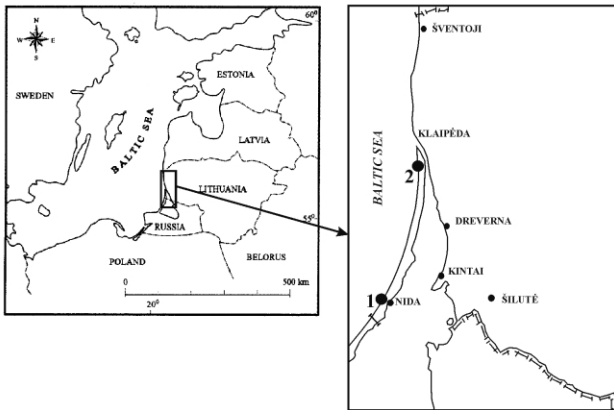 N
W E
S
60°
SWEDEN
ESTONIA
BALTIC SEA
LATVIA
LITHUANIA
55°
RUSSIA
POLAND
BELORUS
0 500 km
20°
ŠVENTOJI
KLAIPĖDA
BALTIC SEA
2
DREVERNA
KINTAI
1
NIDA
ŠILUTĖ